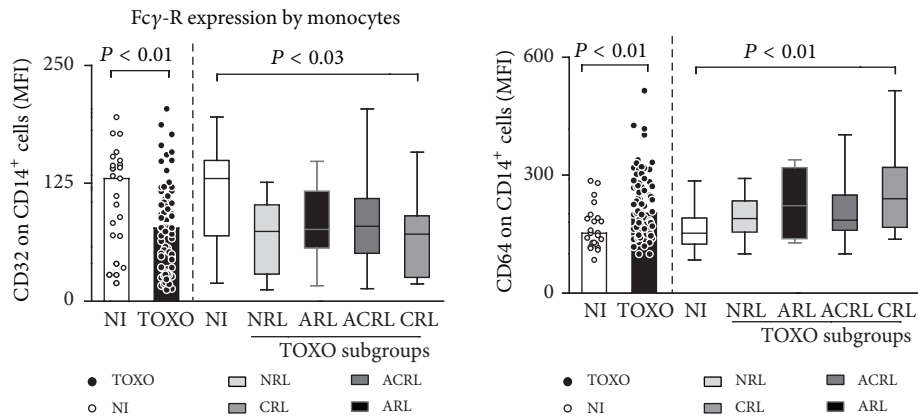 Fcγ-R expression by monocytes
CD32 on CD14⁺ cells (MFI)
250
125
0
P < 0.01
P < 0.03
NI TOXO NI NRL ARL ACRL CRL
TOXO subgroups
TOXO NRL ACRL
NI CRL ARL
CD64 on CD14⁺ cells (MFI)
600
300
0
P < 0.01
P < 0.01
NI TOXO NI NRL ARL ACRL CRL
TOXO subgroups
TOXO NRL ACRL
NI CRL ARL